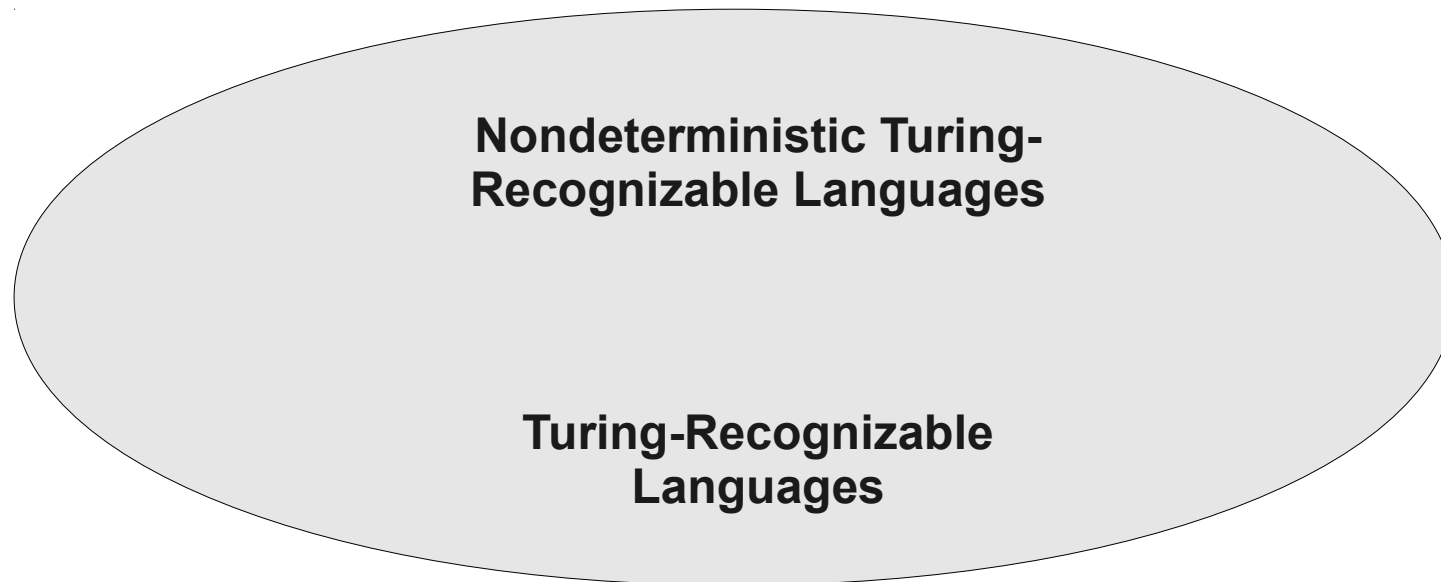 Nondeterministic Turing-
Recognizable Languages
Turing-Recognizable
Languages